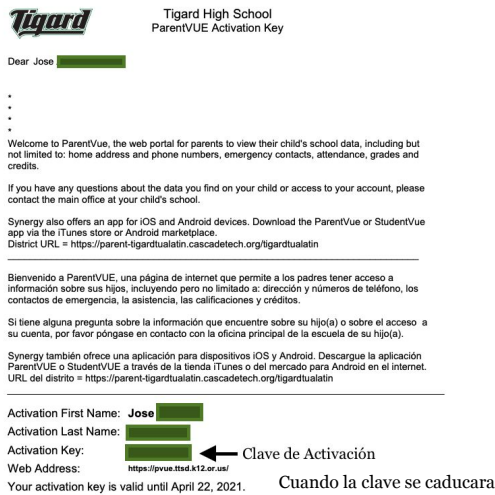 Tigard
Tigard High School
ParentVUE Activation Key
Dear Jose
*
*
*
*
Welcome to ParentVue, the web portal for parents to view their child's school data, including but
not limited to: home address and phone numbers, emergency contacts, attendance, grades and
credits.
If you have any questions about the data you find on your child or access to your account, please
contact the main office at your child's school.
Synergy also offers an app for iOS and Android devices. Download the ParentVue or StudentVue
app via the iTunes store or Android marketplace.
District URL = https://parent-tigardtualatin.cascadetech.org/tigardtualatin
Bienvenido a ParentVUE, una página de internet que permite a los padres tener acceso a
información sobre sus hijos, incluyendo pero no limitado a: dirección y números de teléfono, los
contactos de emergencia, la asistencia, las calificaciones y créditos.
Si tiene alguna pregunta sobre la información que encuentre sobre su hijo(a) o sobre el acceso a
su cuenta, por favor póngase en contacto con la oficina principal de la escuela de su hijo(a).
Synergy también ofrece una aplicación para dispositivos iOS y Android. Descargue la aplicación
ParentVUE o StudentVUE a través de la tienda iTunes o del mercado para Android en el internet.
URL del distrito = https://parent-tigardtualatin.cascadetech.org/tigardtualatin
Activation First Name: Jose
Activation Last Name:
Activation Key: Clave de Activación
Web Address: https://pvue.ttsd.k12.or.us/
Your activation key is valid until April 22, 2021. Cuando la clave se caducara